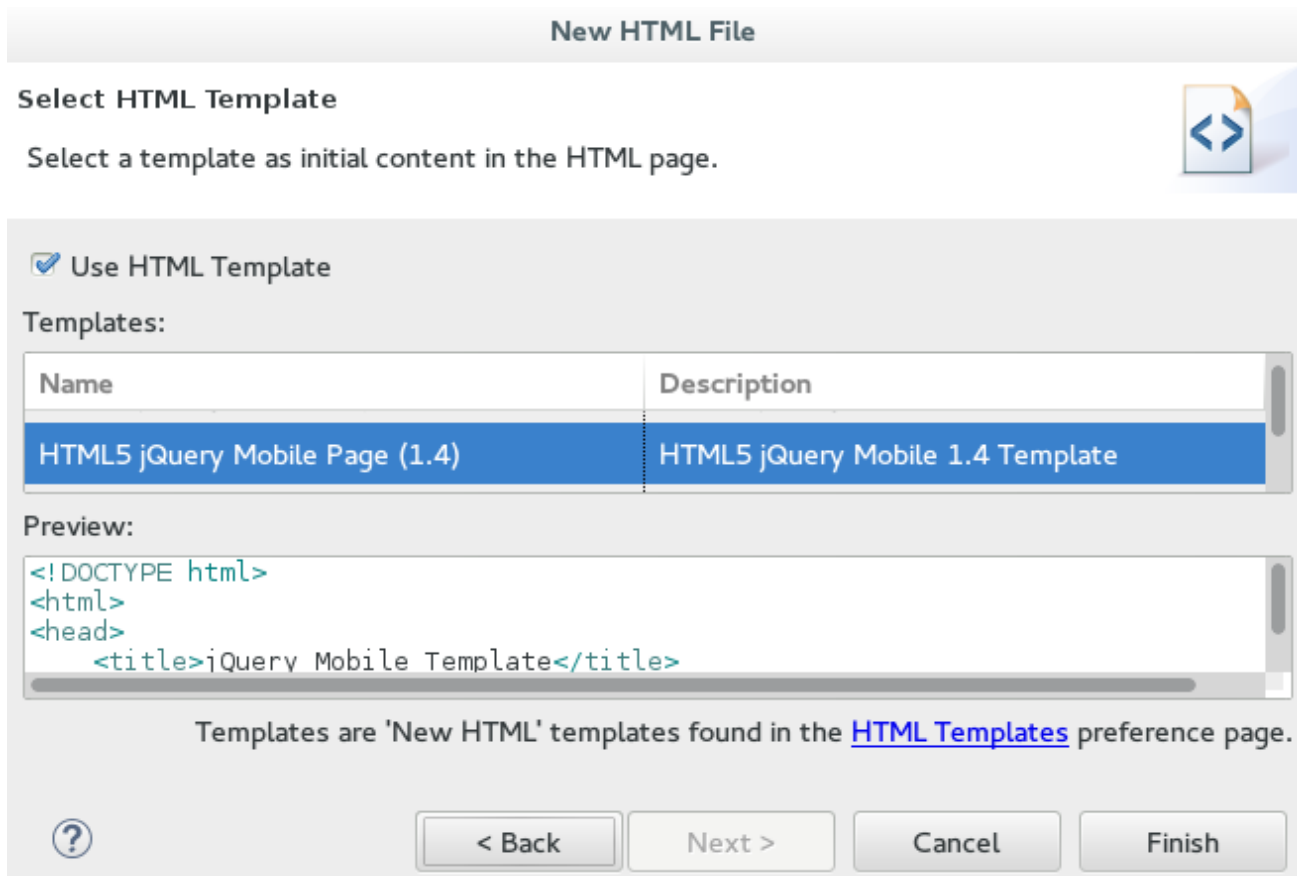 New HTML File
Select HTML Template
Select a template as initial content in the HTML page.
Use HTML Template
Templates:
Name Description
HTML5 jQuery Mobile Page (1.4) HTML5 jQuery Mobile 1.4 Template
Preview:
<!DOCTYPE html>
<html>
<head>
<title>jQuery Mobile Template</title>
Templates are 'New HTML' templates found in the HTML Templates preference page.
? < Back Next > Cancel Finish